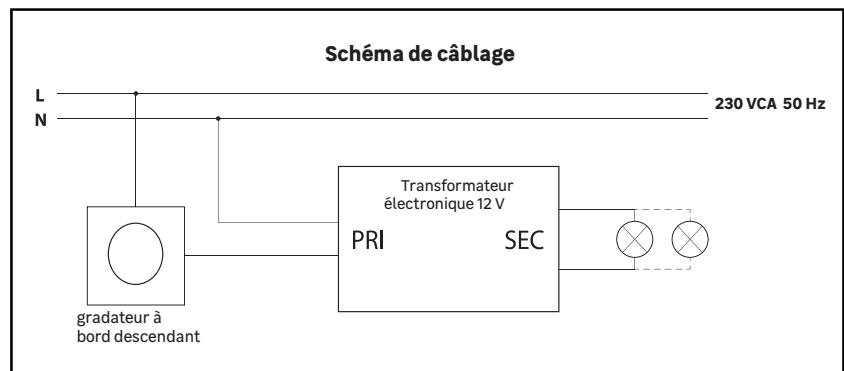 Schéma de câblage
L
N
230 VCA 50 Hz
Transformateur
électronique 12 V
PRI
SEC
gradateur à
bord descendant